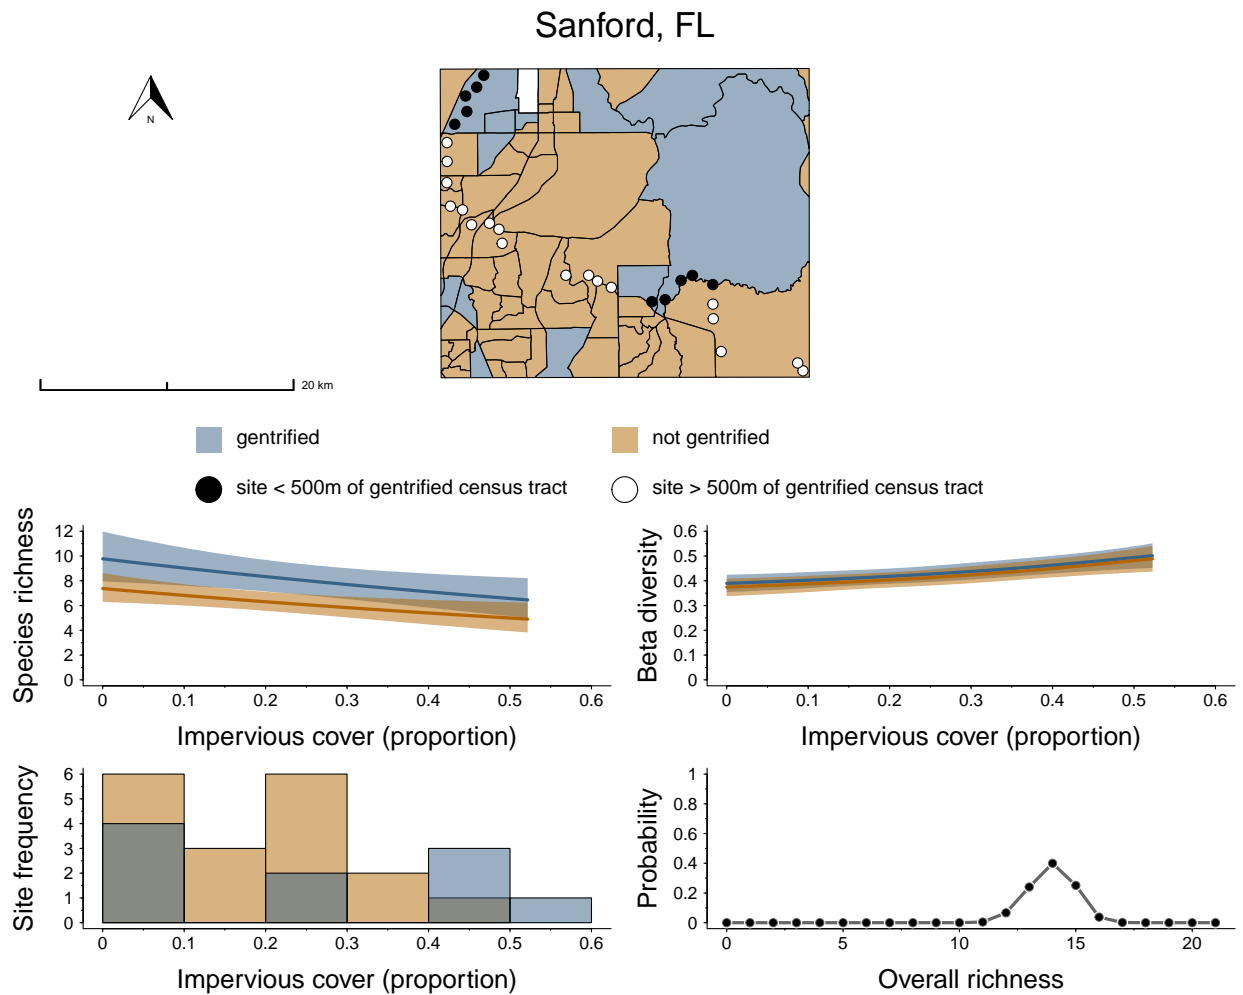 Sanford, FL
N
20 km
gentrified
not gentrified
site < 500m of gentrified census tract
site > 500m of gentrified census tract
Species richness
12
10
8
6
4
2
0
0 0.1 0.2 0.3 0.4 0.5 0.6
Impervious cover (proportion)
Beta diversity
0.6
0.5
0.4
0.3
0.2
0.1
0
0 0.1 0.2 0.3 0.4 0.5 0.6
Impervious cover (proportion)
Site frequency
6
5
4
3
2
1
0
0 0.1 0.2 0.3 0.4 0.5 0.6
Impervious cover (proportion)
Probability
1
0.8
0.6
0.4
0.2
0
0 5 10 15 20
Overall richness